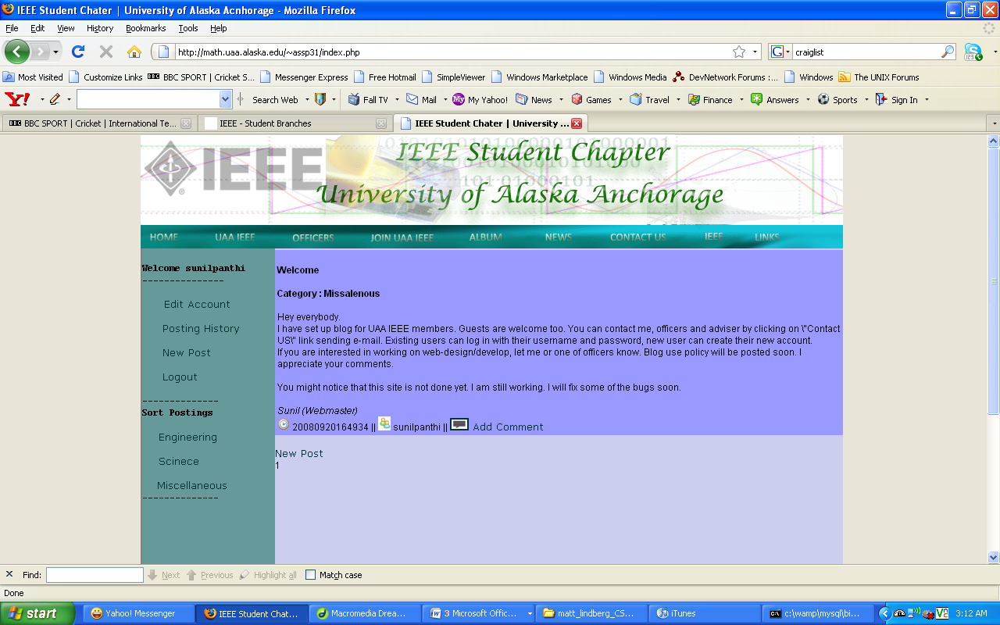 IEEE Student Chater | University of Alaska Acnhorage - Mozilla Firefox
File Edit View History Bookmarks Tools Help
http://math.uaa.alaska.edu/~assp31/index.php
G craiglist
Most Visited Customize Links BBC BBC SPORT | Cricket S... Messenger Express Free Hotmail SimpleViewer Windows Marketplace Windows Media DevNetwork Forums :... Windows The UNIX Forums
Y! Search Web Fall TV Mail My My Yahoo! News Games Travel Finance Answers Sports Sign In
BBC BBC SPORT | Cricket | International Te... IEEE - Student Branches IEEE Student Chater | University ...
IEEE
IEEE Student Chapter
University of Alaska Anchorage
HOME UAA IEEE OFFICERS JOIN UAA IEEE ALBUM NEWS CONTACT US IEEE LINKS
Welcome sunilpanthi
---------------
Edit Account
Posting History
New Post
Logout
--------------
Sort Postings
Engineering
Scinece
Miscellaneous
--------------
Welcome
Category : Missalenous
Hey everybody.
I have set up blog for UAA IEEE members. Guests are welcome too. You can contact me, officers and adviser by clicking on \"Contact
US\" link sending e-mail. Existing users can log in with their username and password, new user can create their new account.
If you are interested in working on web-design/develop, let me or one of officers know. Blog use policy will be posted soon. I
appreciate your comments.
You might notice that this site is not done yet. I am still working. I will fix some of the bugs soon.
Sunil (Webmaster)
20080920164934 || sunilpanthi || Add Comment
New Post
1
Find: Next Previous Highlight all Match case
Done
start Yahoo! Messenger IEEE Student Chat... Macromedia Drea... 3 Microsoft Offic... matt_lindberg_CS... iTunes c:\wamp\mysql\bi... 3:12 AM